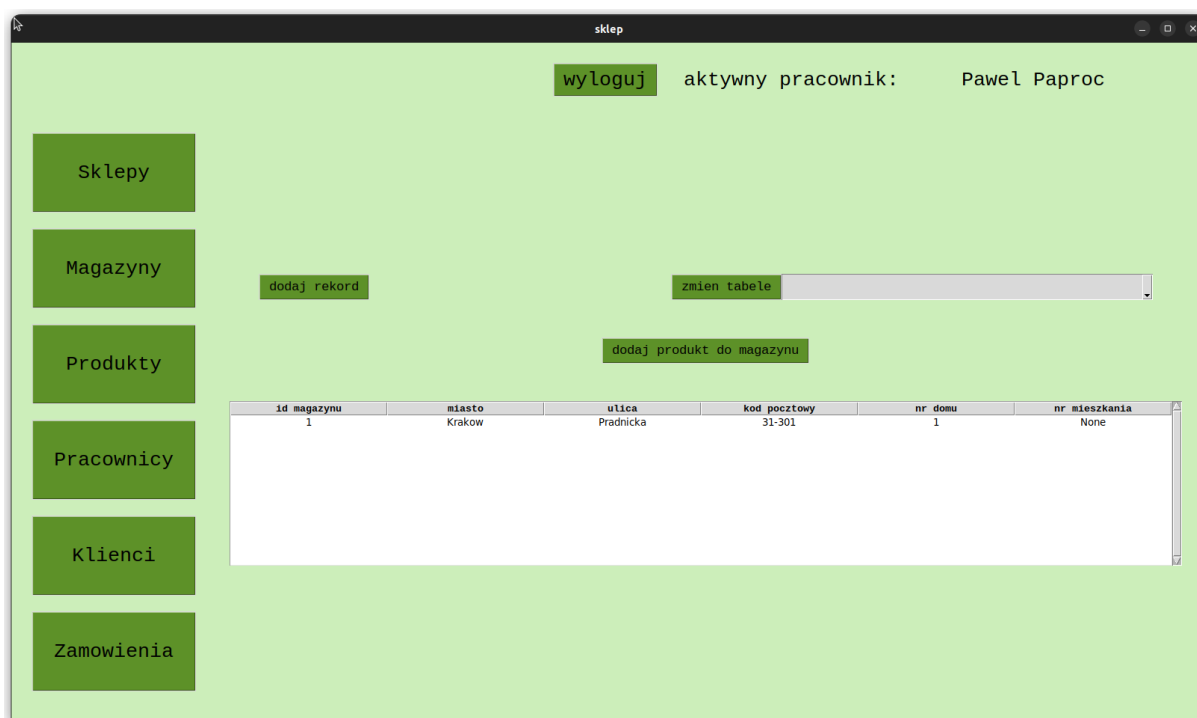 sklep
wyloguj aktywny pracownik: Pawel Paproc
Sklepy
Magazyny
dodaj rekord zmien tabele
Produkty
dodaj produkt do magazynu
id magazynu miasto ulica kod pocztowy nr domu nr mieszkania
1 Krakow Pradnicka 31-301 1 None
Pracownicy
Klienci
Zamowienia